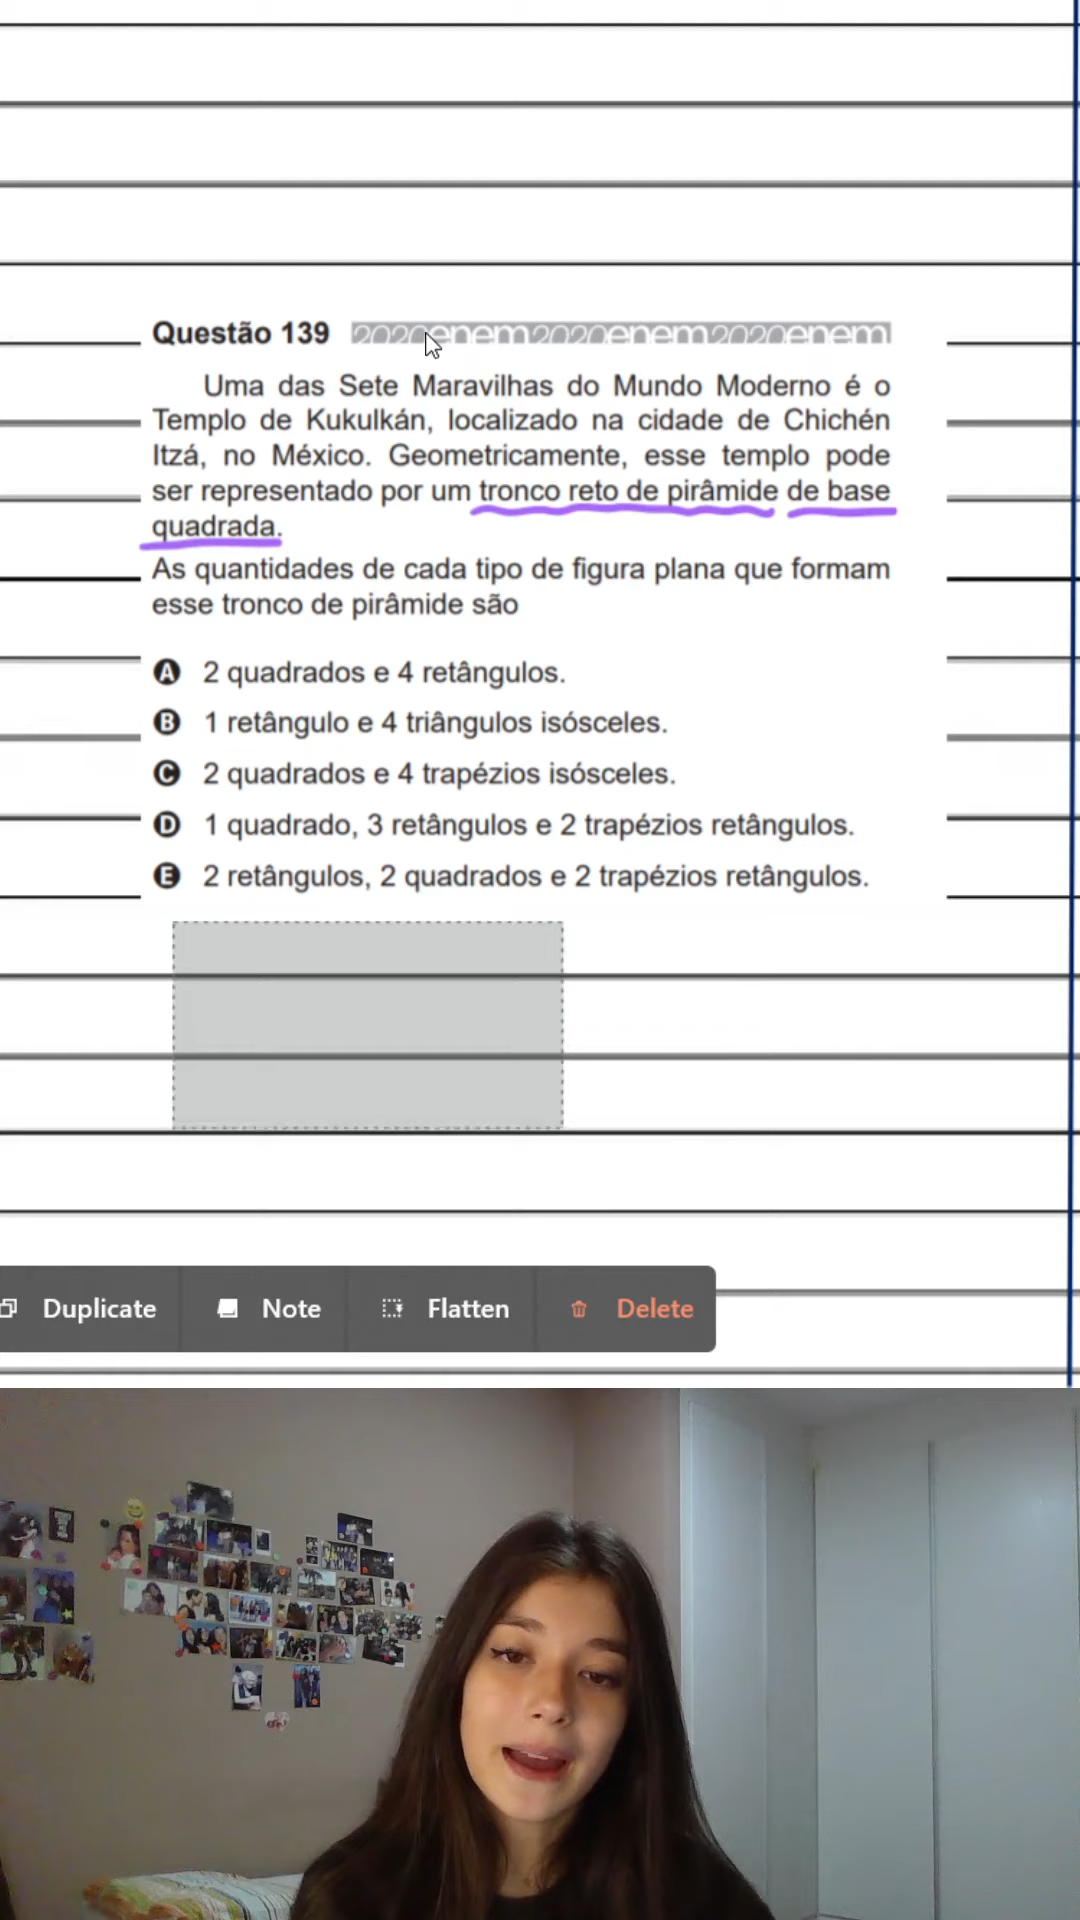 Questão 139 2020enem2020enem2020enem
Uma das Sete Maravilhas do Mundo Moderno é o
Templo de Kukulkán, localizado na cidade de Chichén
Itzá, no México. Geometricamente, esse templo pode
ser representado por um tronco reto de pirâmide de base
quadrada.
As quantidades de cada tipo de figura plana que formam
esse tronco de pirâmide são
A 2 quadrados e 4 retângulos.
B 1 retângulo e 4 triângulos isósceles.
C 2 quadrados e 4 trapézios isósceles.
D 1 quadrado, 3 retângulos e 2 trapézios retângulos.
E 2 retângulos, 2 quadrados e 2 trapézios retângulos.
Duplicate Note Flatten Delete